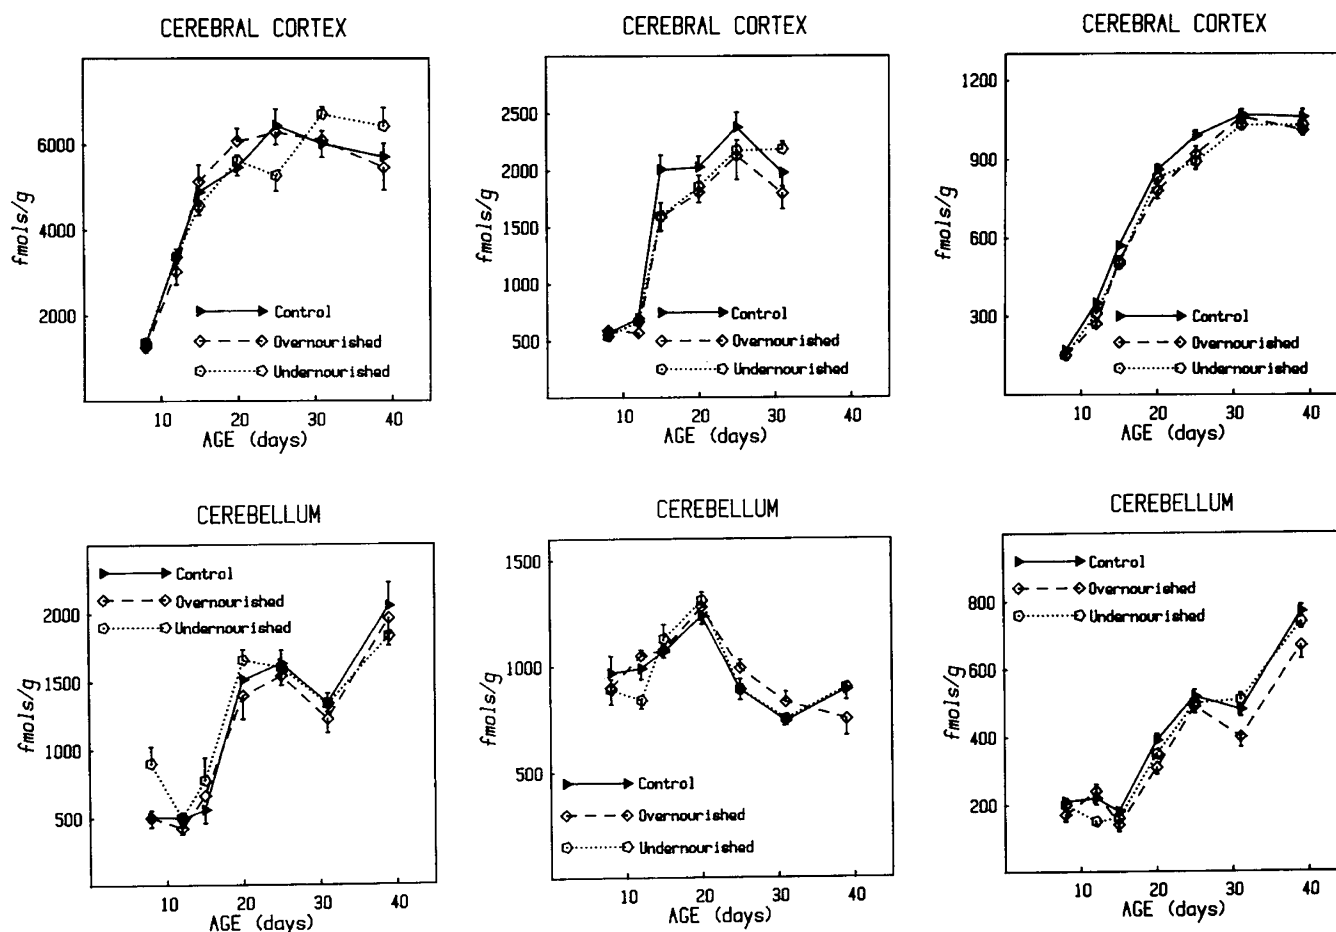 CEREBRAL CORTEX
fmols/g
6000
4000
2000
Control
Overnourished
Undernourished
10 20 30 40
AGE (days)
CEREBRAL CORTEX
fmols/g
2500
2000
1500
1000
500
Control
Overnourished
Undernourished
10 20 30 40
AGE (days)
CEREBRAL CORTEX
fmols/g
1200
900
600
300
Control
Overnourished
Undernourished
10 20 30 40
AGE (days)
CEREBELLUM
fmols/g
2000
1500
1000
500
Control
Overnourished
Undernourished
10 20 30 40
AGE (days)
CEREBELLUM
fmols/g
1500
1000
500
Control
Overnourished
Undernourished
10 20 30 40
AGE (days)
CEREBELLUM
fmols/g
800
600
400
200
Control
Overnourished
Undernourished
10 20 30 40
AGE (days)